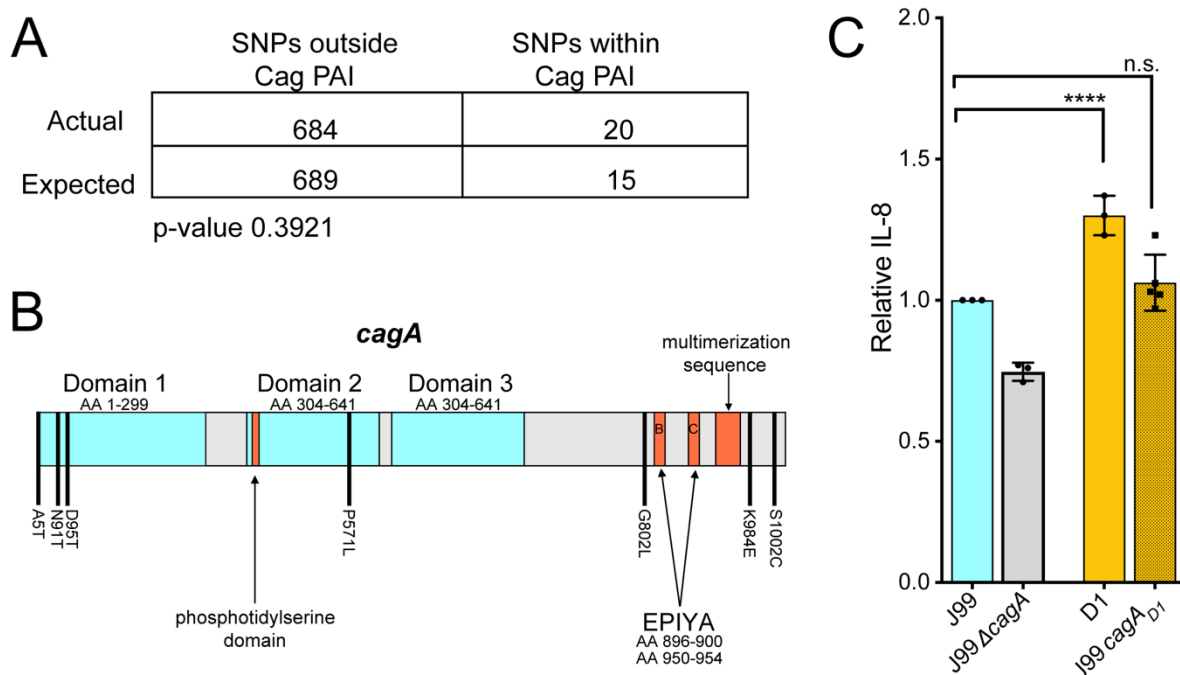 A
SNPs outside
Cag PAI
SNPs within
Cag PAI
Actual
684
20
Expected
689
15
p-value 0.3921
B
cagA
multimerization
sequence
Domain 1
AA 1-299
Domain 2
AA 304-641
Domain 3
AA 304-641
B
C
A5T
N91T
D95T
P571L
G802L
K984E
S1002C
phosphotidylserine
domain
EPIYA
AA 896-900
AA 950-954
C
2.0
1.5
1.0
0.5
0.0
Relative IL-8
n.s.
****
J99
J99 ΔcagA
D1
J99 cagA D1